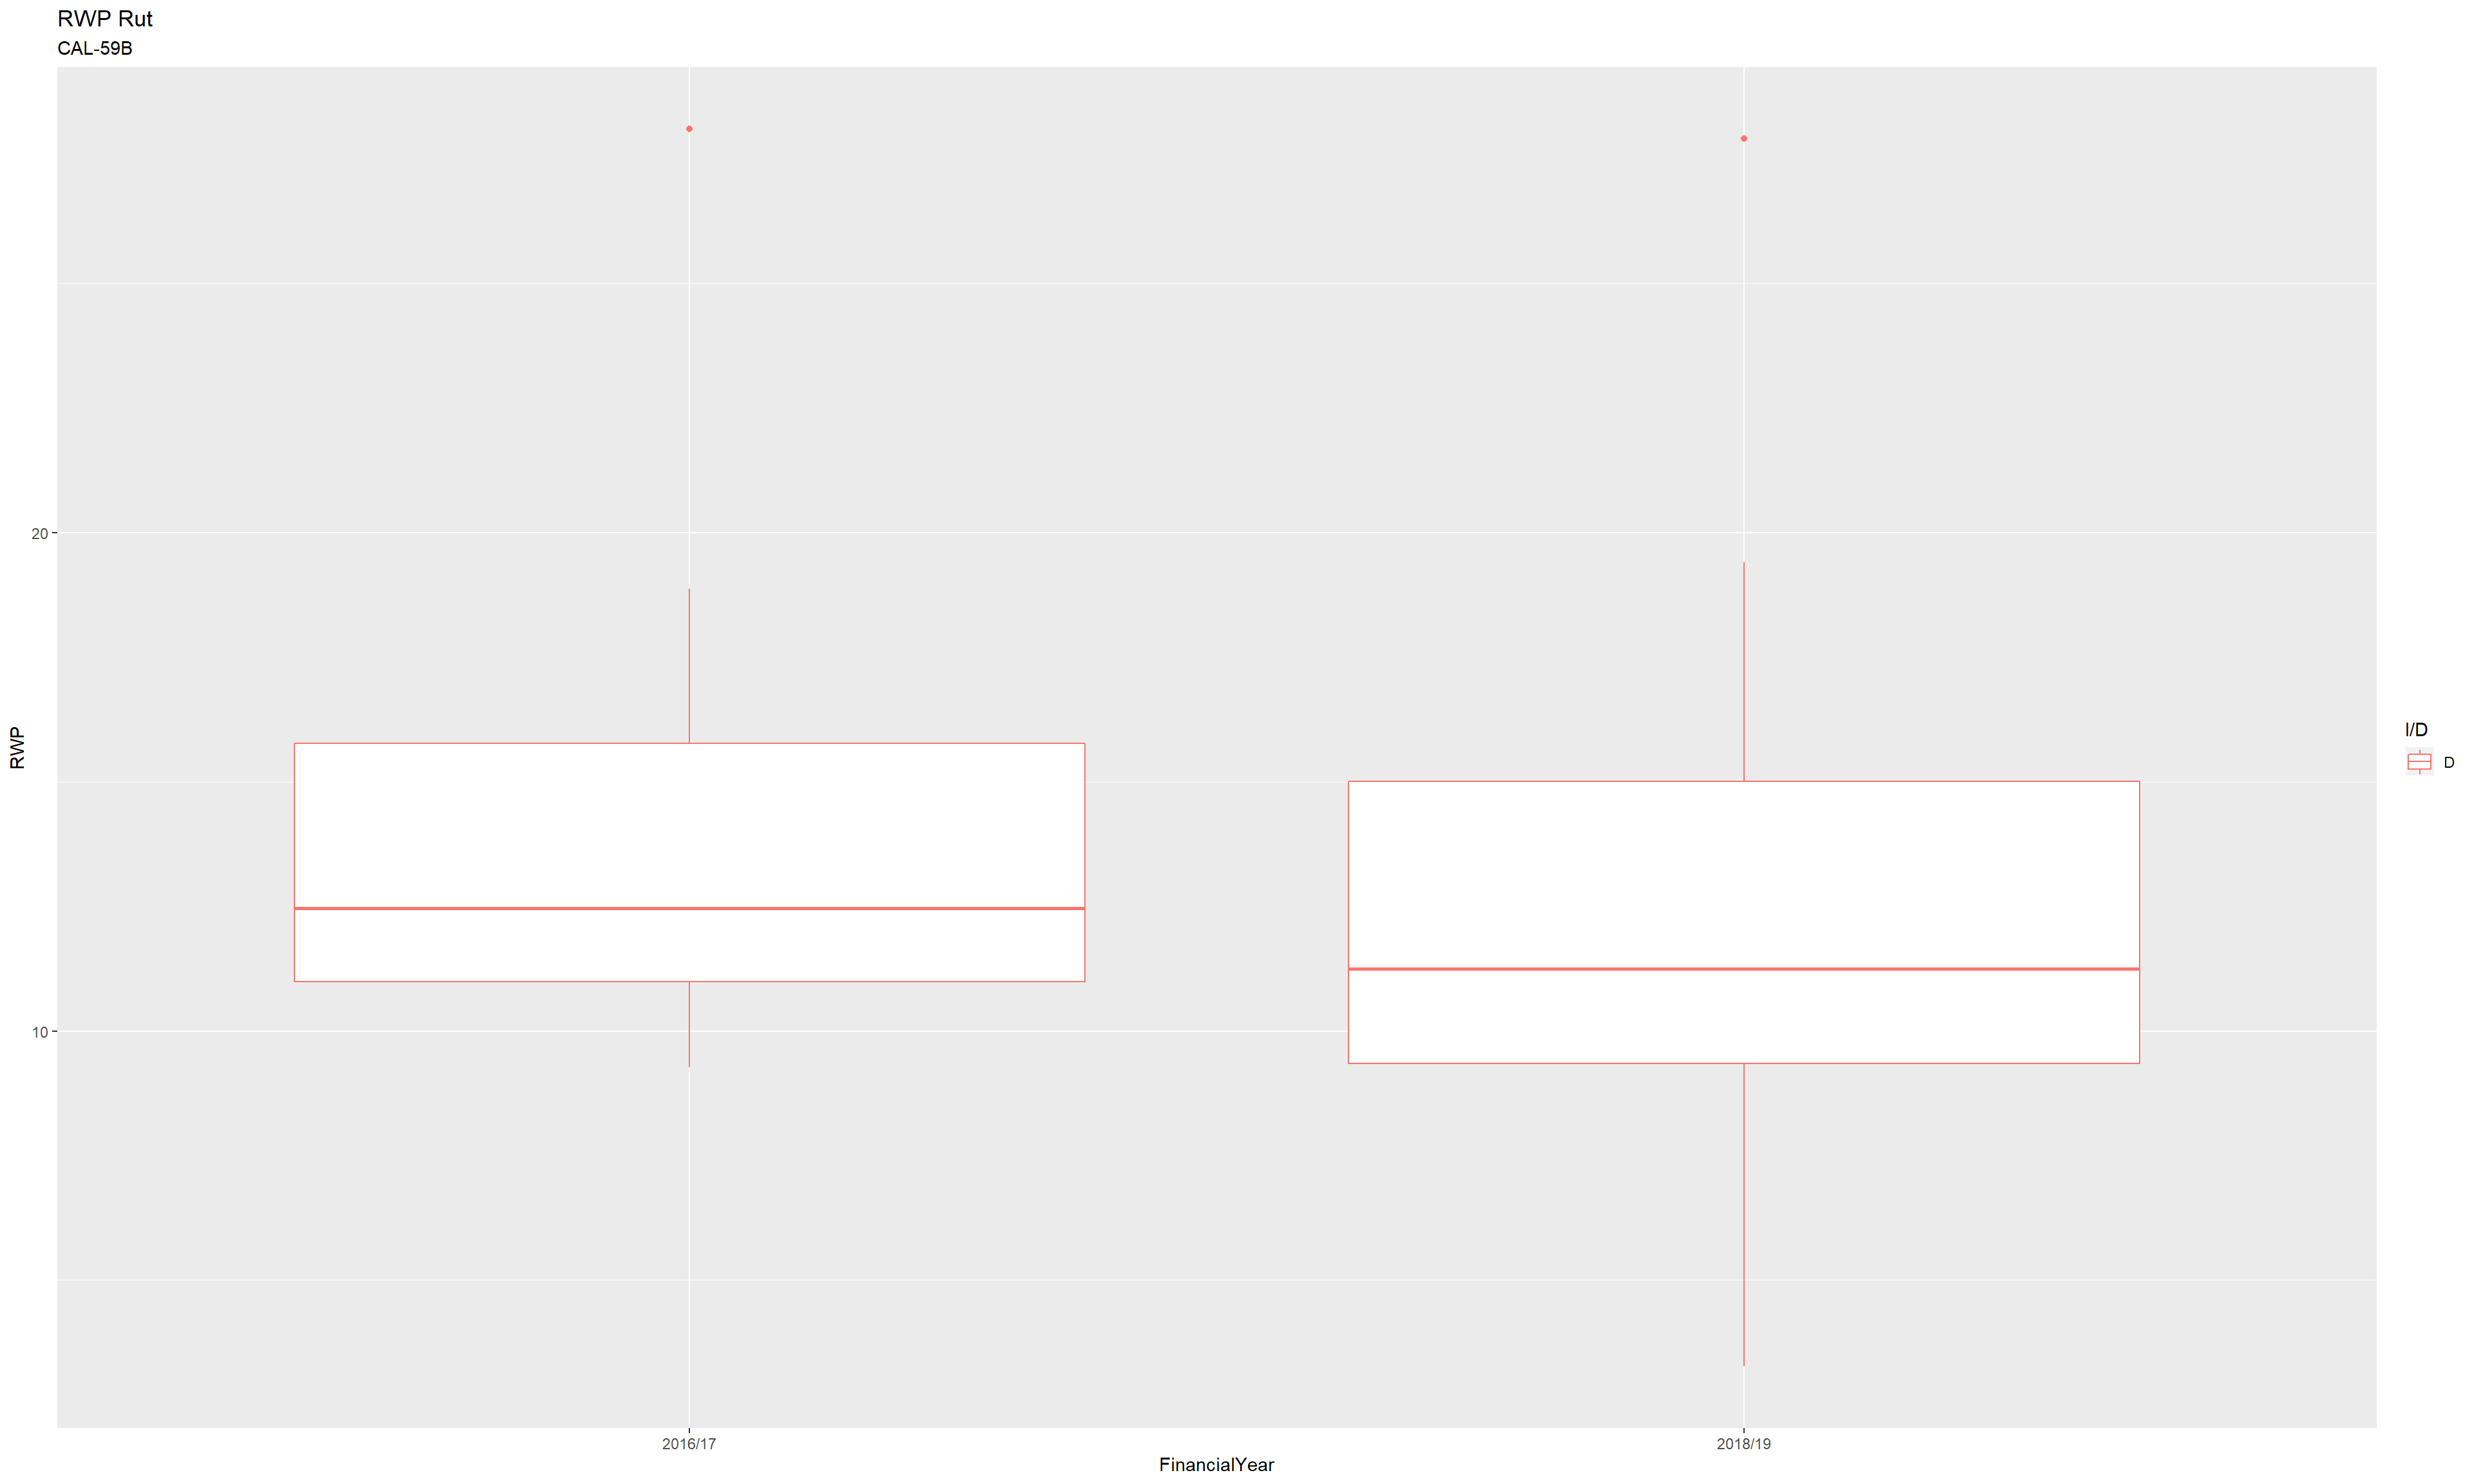 RWP Rut
CAL-59B
RWP
20
10
2016/17
2018/19
FinancialYear
I/D
D